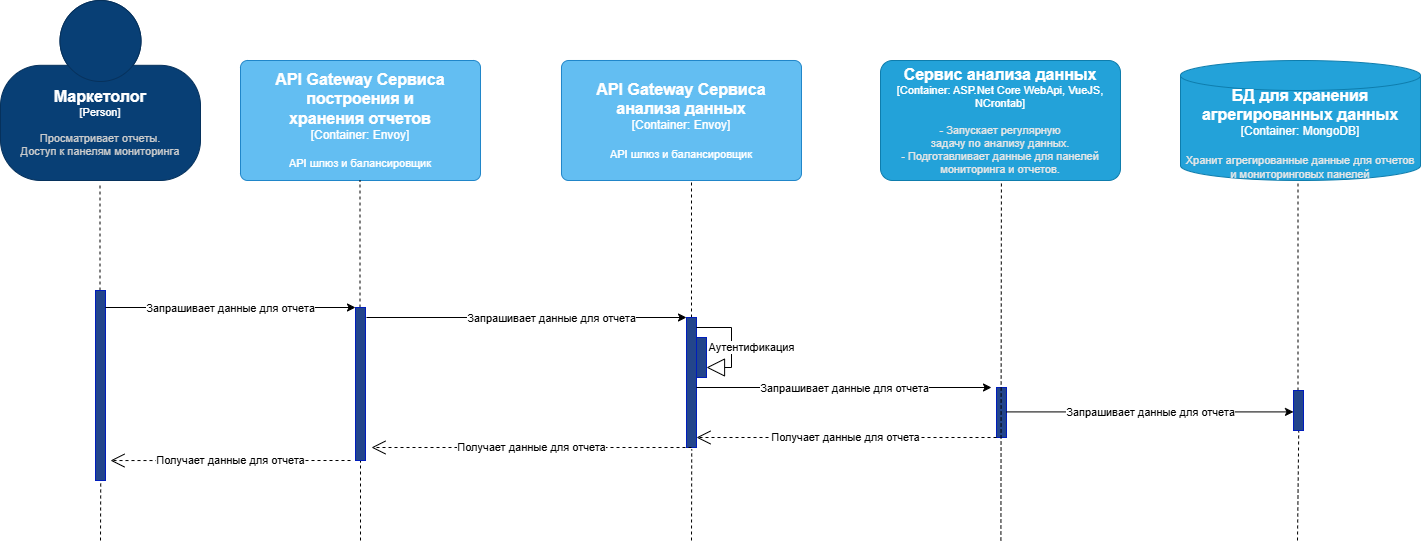 Маркетолог
[Person]
Просматривает отчеты.
Доступ к панелям мониторинга
API Gateway Сервиса
построения и
хранения отчетов
[Container: Envoy]
API шлюз и балансировщик
API Gateway Сервиса
анализа данных
[Container: Envoy]
API шлюз и балансировщик
Сервис анализа данных
[Container: ASP.Net Core WebApi, VueJS,
NCrontab]
- Запускает регулярную
задачу по анализу данных.
- Подготавливает данные для панелей
мониторинга и отчетов.
БД для хранения
агрегированных данных
[Container: MongoDB]
Хранит агрегированные данные для отчетов
и мониторинговых панелей
Запрашивает данные для отчета
Запрашивает данные для отчета
Аутентификация
Запрашивает данные для отчета
Запрашивает данные для отчета
Получает данные для отчета
Получает данные для отчета
Получает данные для отчета